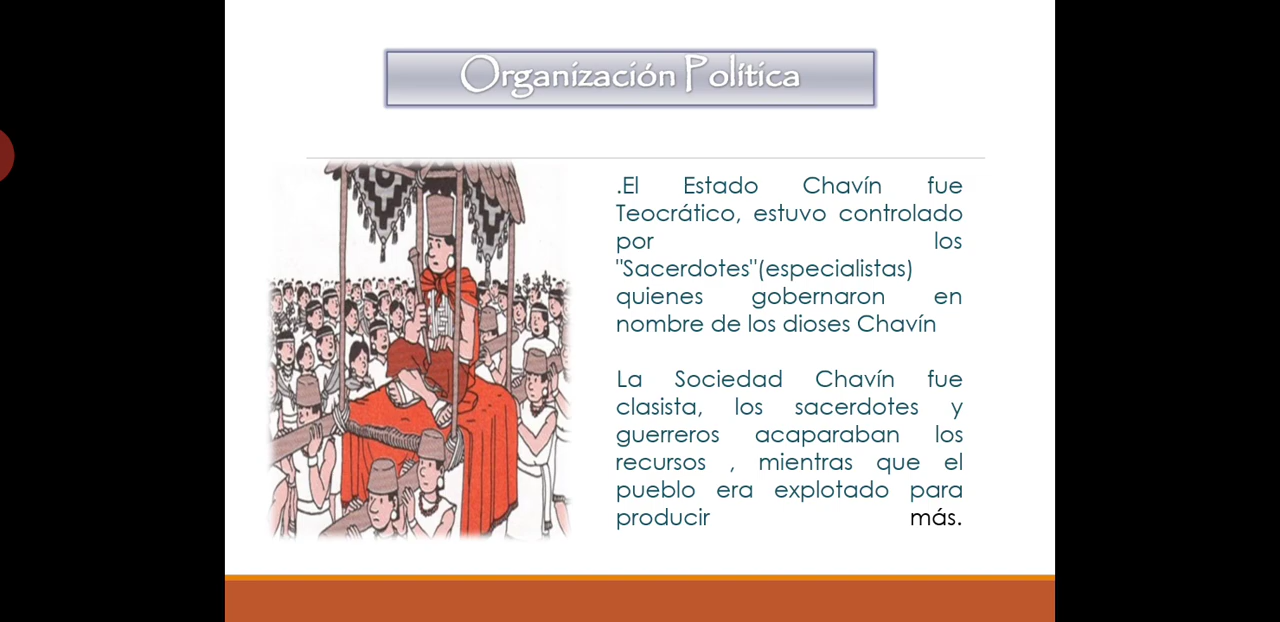 Organización Política
.El Estado Chavín fue
Teocrático, estuvo controlado
por los
"Sacerdotes"(especialistas)
quienes gobernaron en
nombre de los dioses Chavín
La Sociedad Chavín fue
clasista, los sacerdotes y
guerreros acaparaban los
recursos , mientras que el
pueblo era explotado para
producir más.